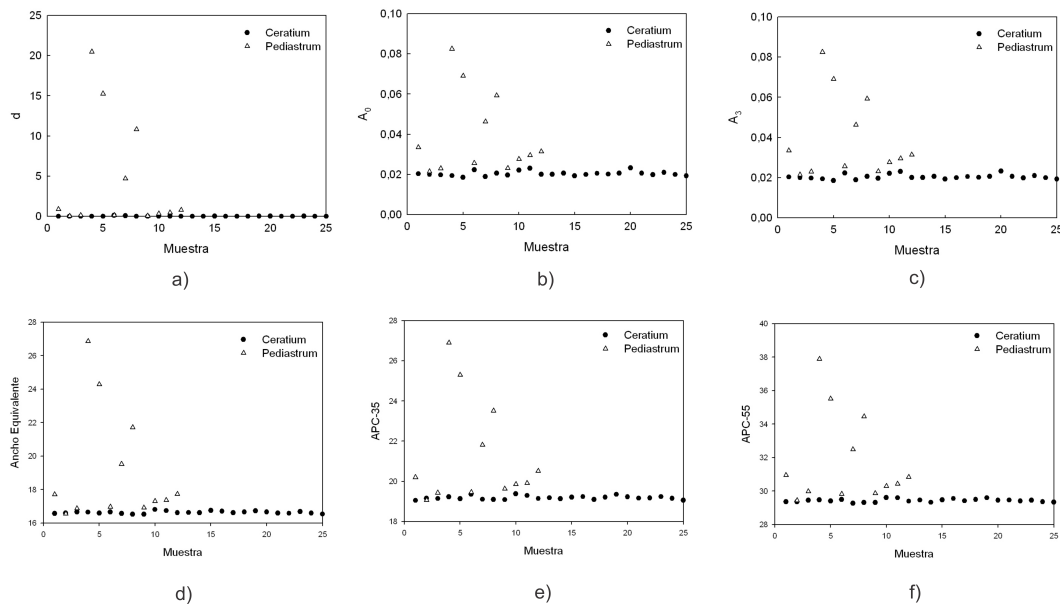 25
20
15
10
5
0
d
Ceratium
Pediastrum
0 5 10 15 20 25
Muestra
a)
0,10
0,08
0,06
0,04
0,02
0,00
A0
Ceratium
Pediastrum
0 5 10 15 20 25
Muestra
b)
0,10
0,08
0,06
0,04
0,02
0,00
A3
Ceratium
Pediastrum
0 5 10 15 20 25
Muestra
c)
28
26
24
22
20
18
16
Ancho Equivalente
Ceratium
Pediastrum
0 5 10 15 20 25
Muestra
d)
28
26
24
22
20
18
APC-35
Ceratium
Pediastrum
0 5 10 15 20 25
Muestra
e)
40
38
36
34
32
30
28
APC-55
Ceratium
Pediastrum
0 5 10 15 20 25
Muestra
f)